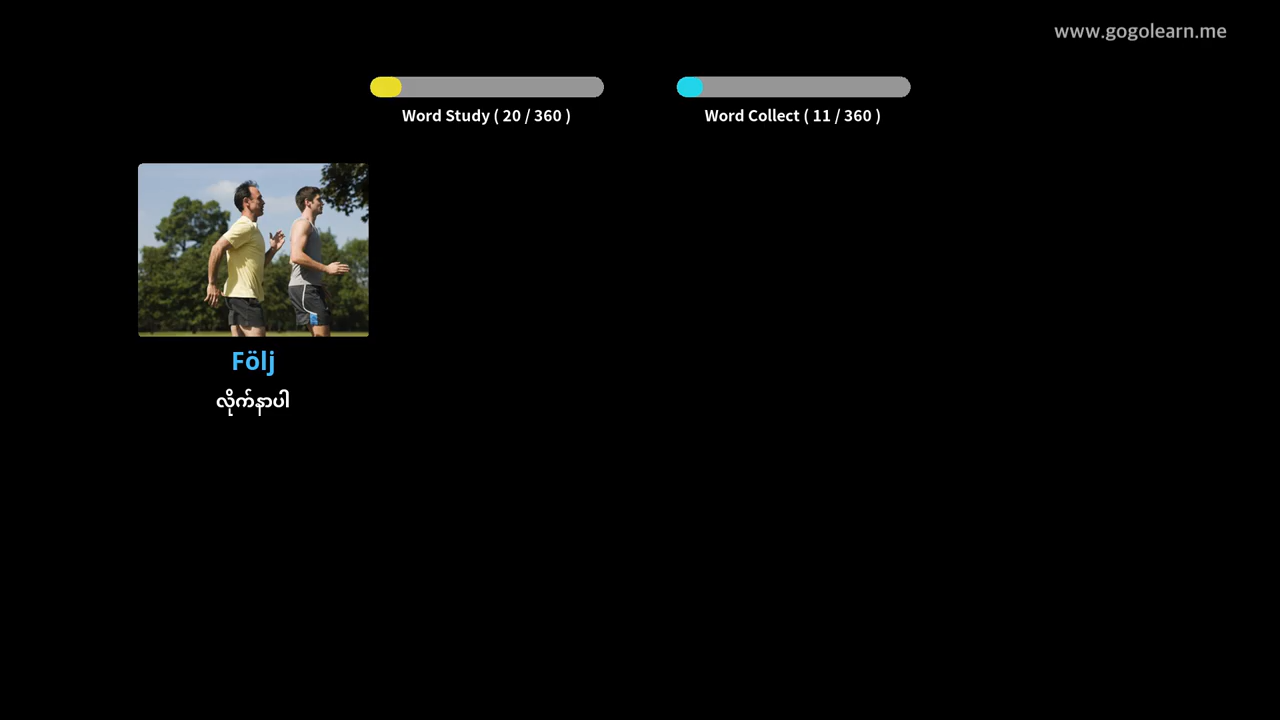 www.gogolearn.me
Word Study ( 20 / 360 )
Word Collect ( 11 / 360 )
Följ
လိုက်နာပါ